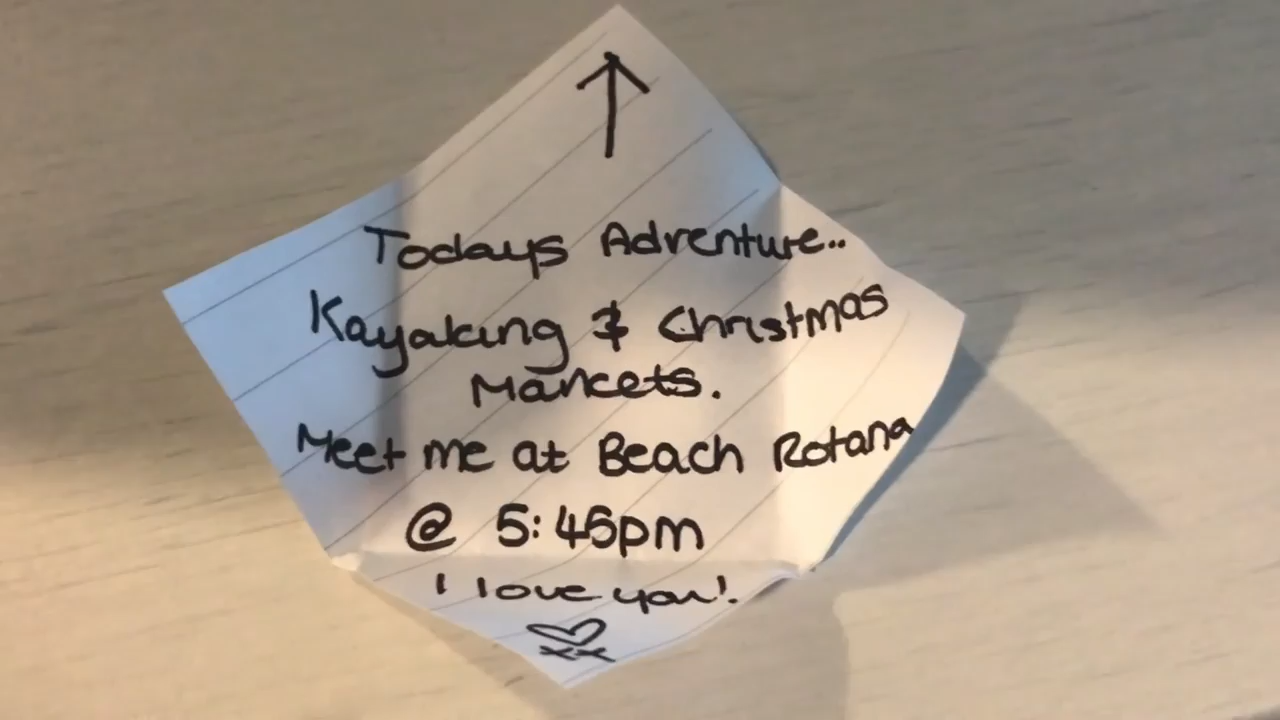 Todays Adventure..
Kayaking & Christmas
Markets.
Meet me at Beach Rotana
@ 5:45pm
I love you!
xx